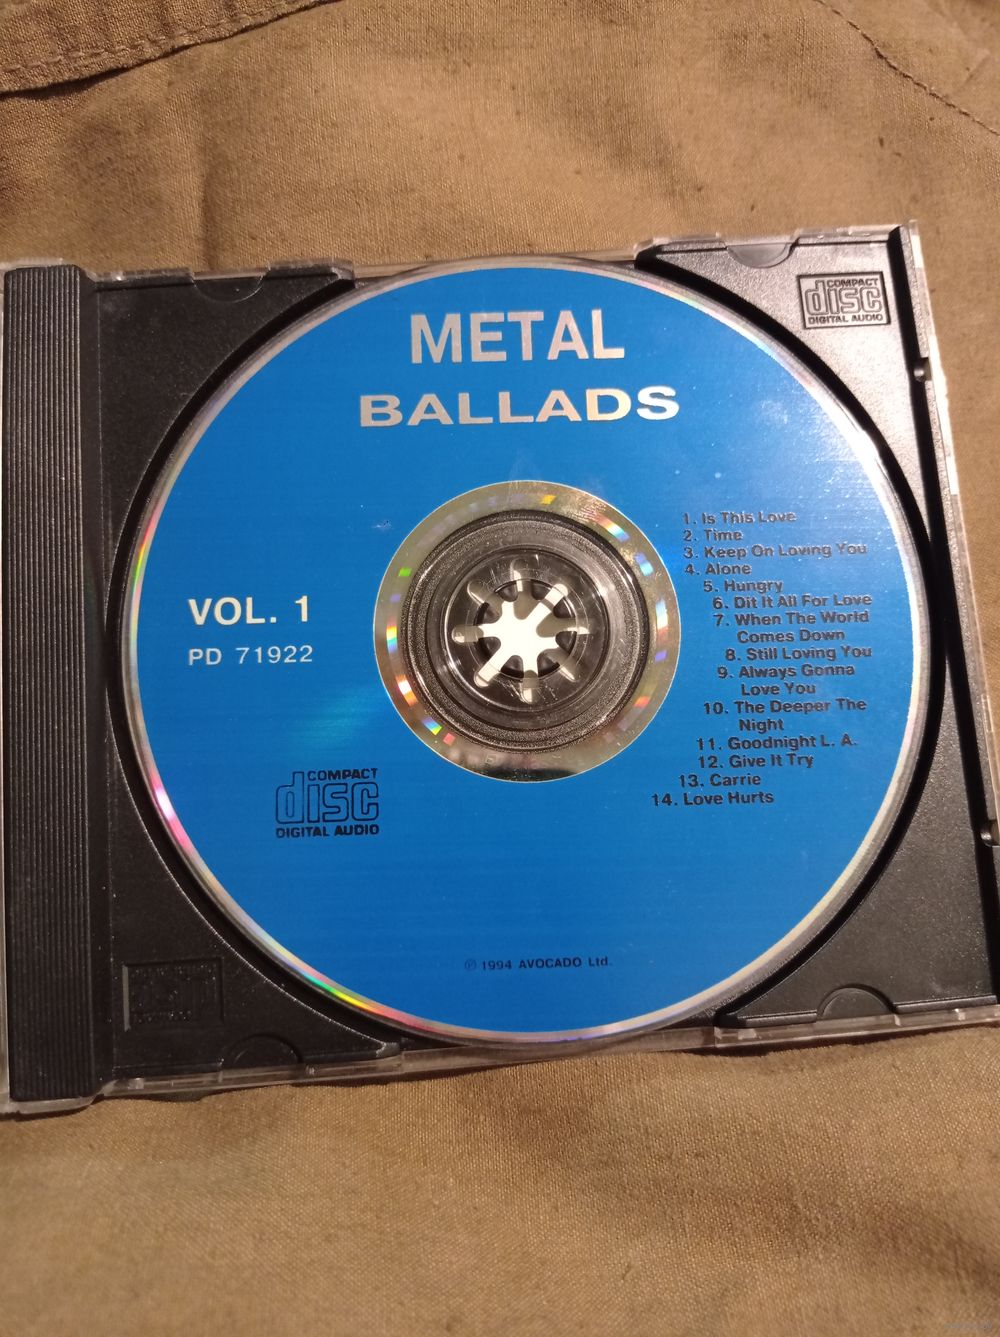 METAL
BALLADS
COMPACT
disc
DIGITAL AUDIO
VOL. 1
PD 71922
1. Is This Love
2. Time
3. Keep On Loving You
4. Alone
5. Hungry
6. Dit It All For Love
7. When The World
Comes Down
8. Still Loving You
9. Always Gonna
Love You
10. The Deeper The
Night
11. Goodnight L. A.
12. Give It Try
13. Carrie
14. Love Hurts
COMPACT
disc
DIGITAL AUDIO
℗ 1994 AVOCADO Ltd.